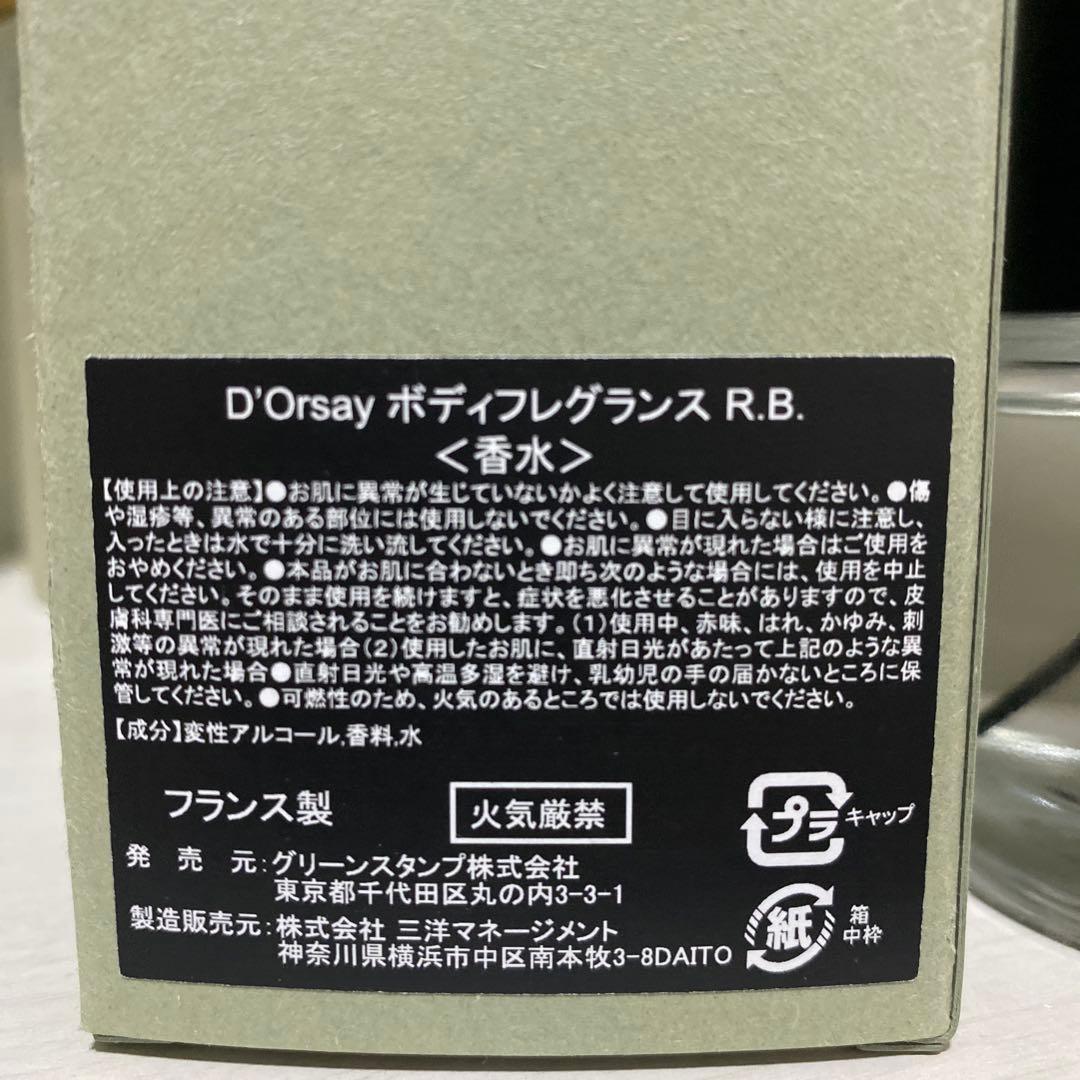 D'Orsay ボディフレグランス R.B.
＜香水＞
【使用上の注意】●お肌に異常が生じていないかよく注意して使用してください。●傷
や湿疹等、異常のある部位には使用しないでください。●目に入らない様に注意し、
入ったときは水で十分に洗い流してください。●お肌に異常が現れた場合はご使用を
おやめください。●本品がお肌に合わないとき即ち次のような場合には、使用を中止
してください。そのまま使用を続けますと、症状を悪化させることがありますので、皮
膚科専門医にご相談されることをお勧めします。(1)使用中、赤味、はれ、かゆみ、刺
激等の異常が現れた場合(2)使用したお肌に、直射日光があたって上記のような異
常が現れた場合●直射日光や高温多湿を避け、乳幼児の手の届かないところに保
管してください。●可燃性のため、火気のあるところでは使用しないでください。
【成分】変性アルコール,香料,水
フランス製
火気厳禁
プラ キャップ
発 売 元:グリーンスタンプ株式会社
東京都千代田区丸の内3-3-1
製造販売元:株式会社 三洋マネージメント
神奈川県横浜市中区南本牧3-8DAITO
紙 箱
中枠